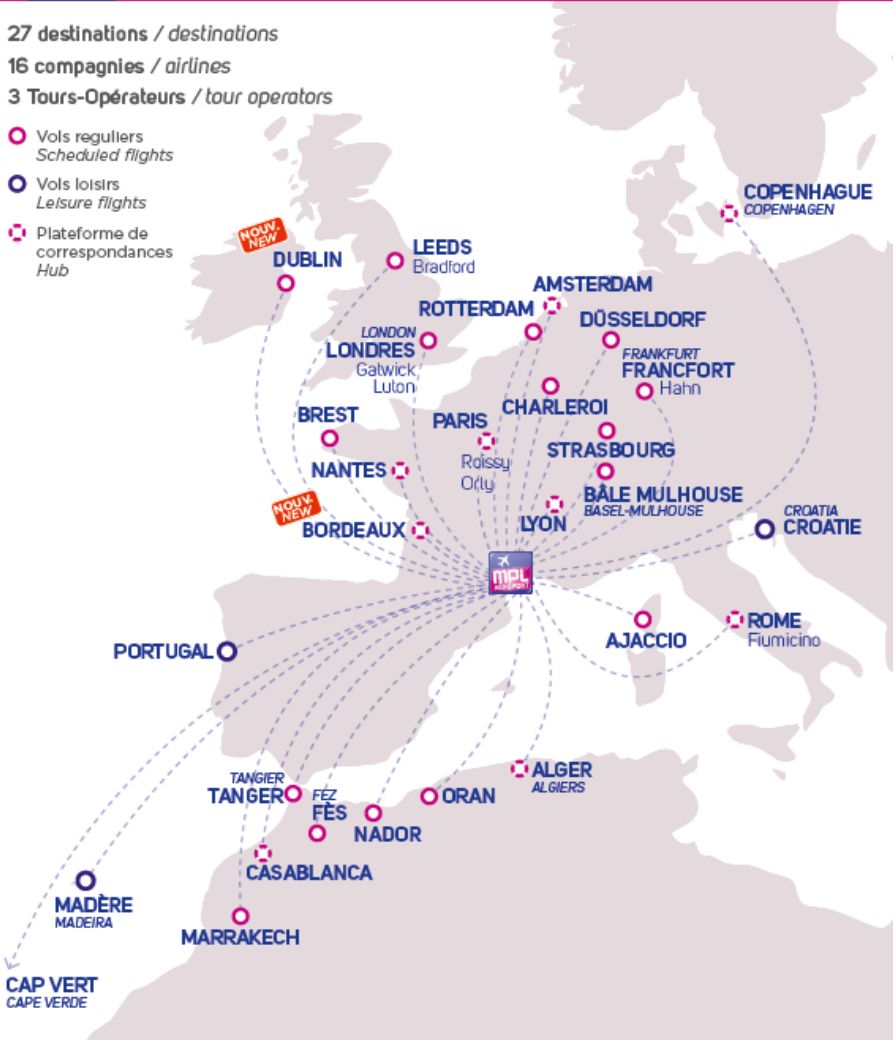 27 destinations / destinations
16 compagnies / airlines
3 Tours-Opérateurs / tour operators
Vols reguliers
Scheduled flights
Vols loisirs
Leisure flights
Plateforme de
correspondances
Hub
COPENHAGUE
COPENHAGEN
NOUV.
NEW
DUBLIN
LEEDS
Bradford
AMSTERDAM
ROTTERDAM
DÜSSELDORF
LONDON
LONDRES
Gatwick
Luton
FRANKFURT
FRANCFORT
Hahn
CHARLEROI
BREST
PARIS
Roissy
Orly
STRASBOURG
NANTES
BÂLE MULHOUSE
BASEL-MULHOUSE
NOUV.
NEW
BORDEAUX
LYON
CROATIA
CROATIE
mpL
AÉROPORT
PORTUGAL
AJACCIO
ROME
Fiumicino
TANGIER
TANGER
FEZ
FÈS
NADOR
ORAN
ALGER
ALGIERS
CASABLANCA
MADÈRE
MADEIRA
MARRAKECH
CAP VERT
CAPE VERDE